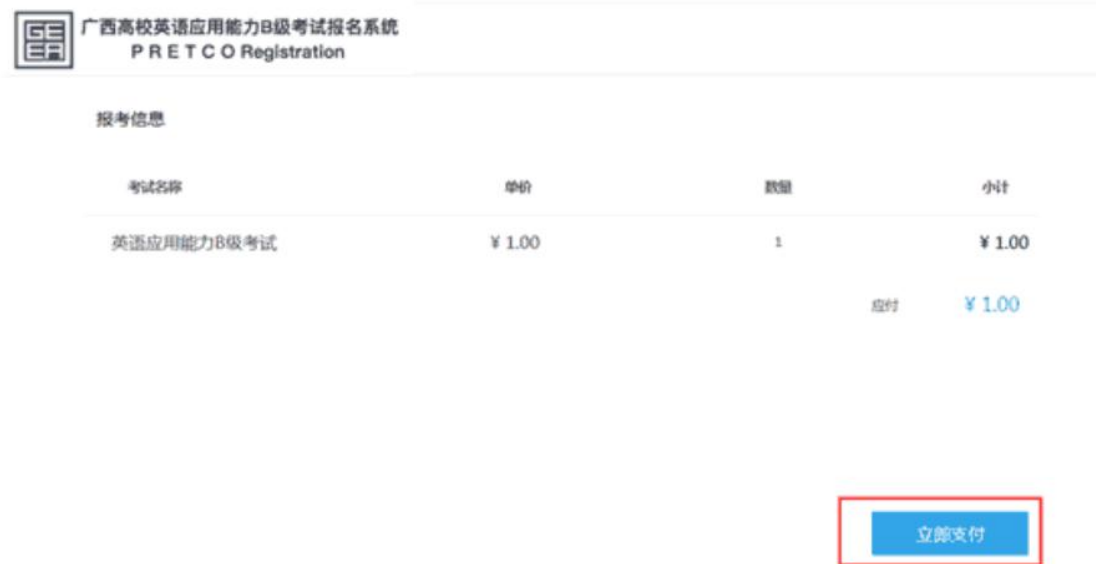 GEEA
广西高校英语应用能力B级考试报名系统
PRETCO Registration
报考信息
考试名称 单价 数量 小计
英语应用能力B级考试 ¥ 1.00 1 ¥ 1.00
应付 ¥ 1.00
立即支付